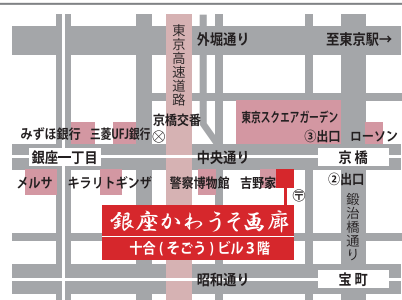 東京高速道路
外堀通り
至東京駅→
京橋交番
東京スクエアガーデン
みずほ銀行
三菱UFJ銀行
③出口
ローソン
銀座一丁目
中央通り
京橋
メルサ
キラリトギンザ
警察博物館
吉野家
②出口
〒
鍛冶橋通り
銀座かわうそ画廊
十合(そごう)ビル3階
昭和通り
宝町